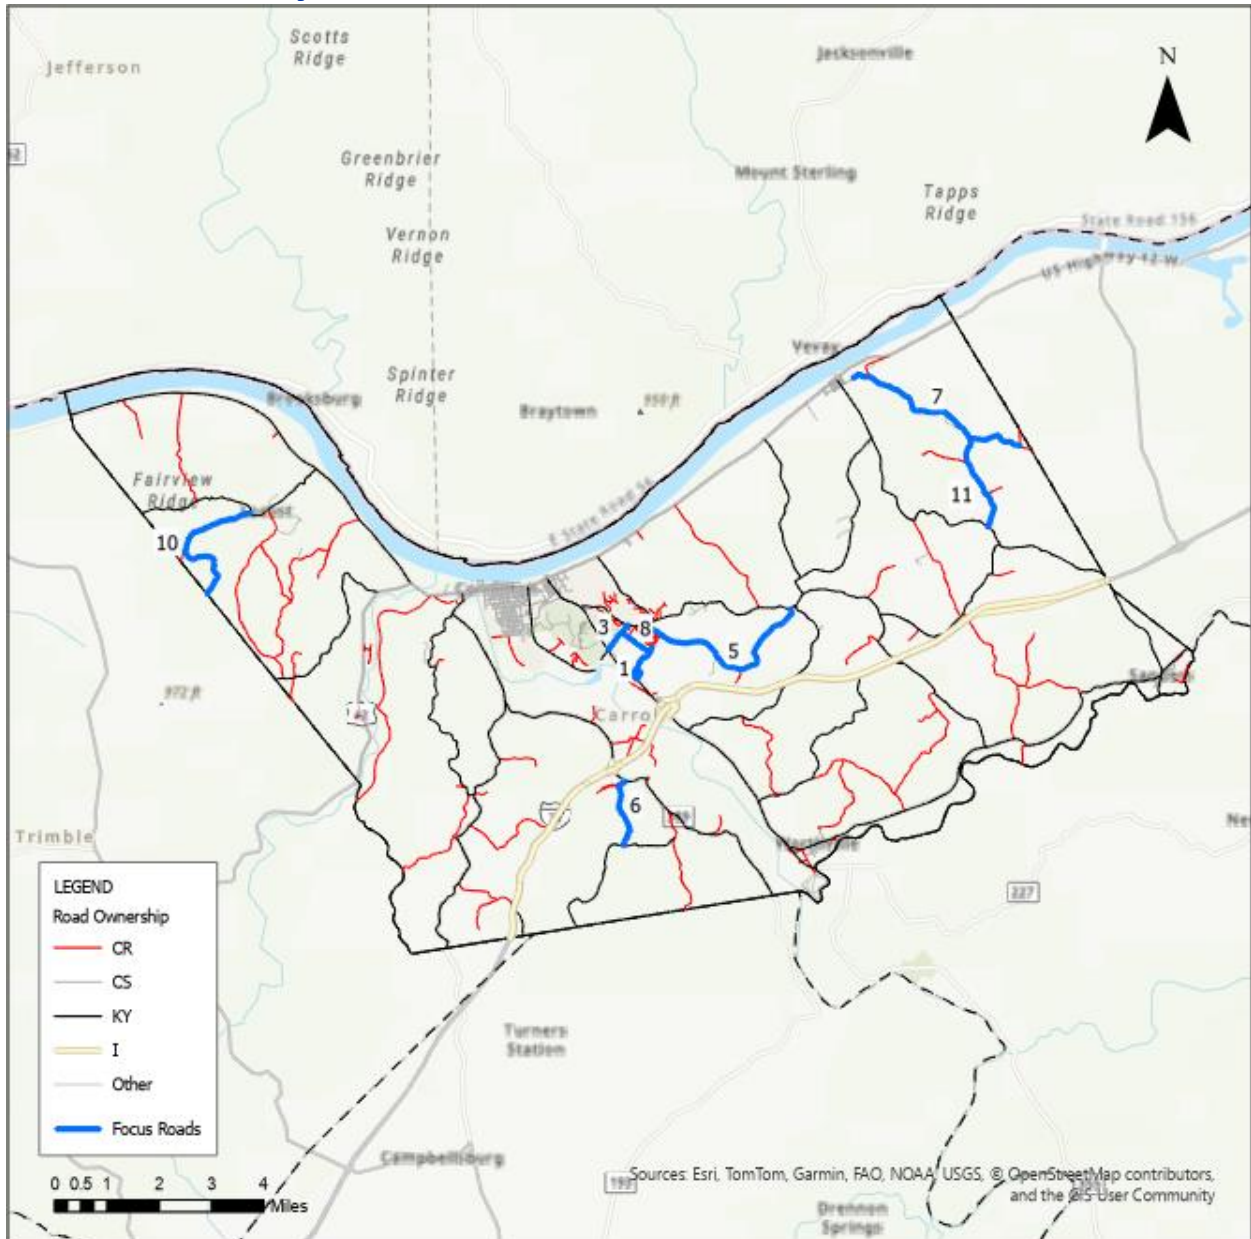 Scotts
Ridge
Jefferson
Jacksonville
N
Greenbrier
Ridge
Mount Sterling
Tapps
Ridge
Vernon
Ridge
State Road 156
US Highway 42 W
Vevay
Spinter
Ridge
Brooksburg
Braytown
959 ft
7
Fairview
Ridge
E State Road 56
11
10
3
8
5
1
972 ft
Carrol
6
Trimble
Worthville
227
LEGEND
Road Ownership
CR
CS
KY
I
Other
Focus Roads
Turners
Station
Campbellsburg
0 0.5 1 2 3 4
Miles
193
Sources: Esri, TomTom, Garmin, FAO, NOAA, USGS, © OpenStreetMap contributors,
and the GIS User Community
Drennon
Springs